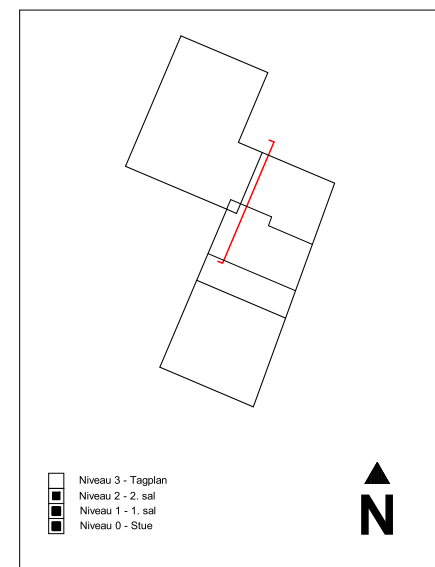 Niveau 3 - Tagplan
Niveau 2 - 2. sal
Niveau 1 - 1. sal
Niveau 0 - Stue
N